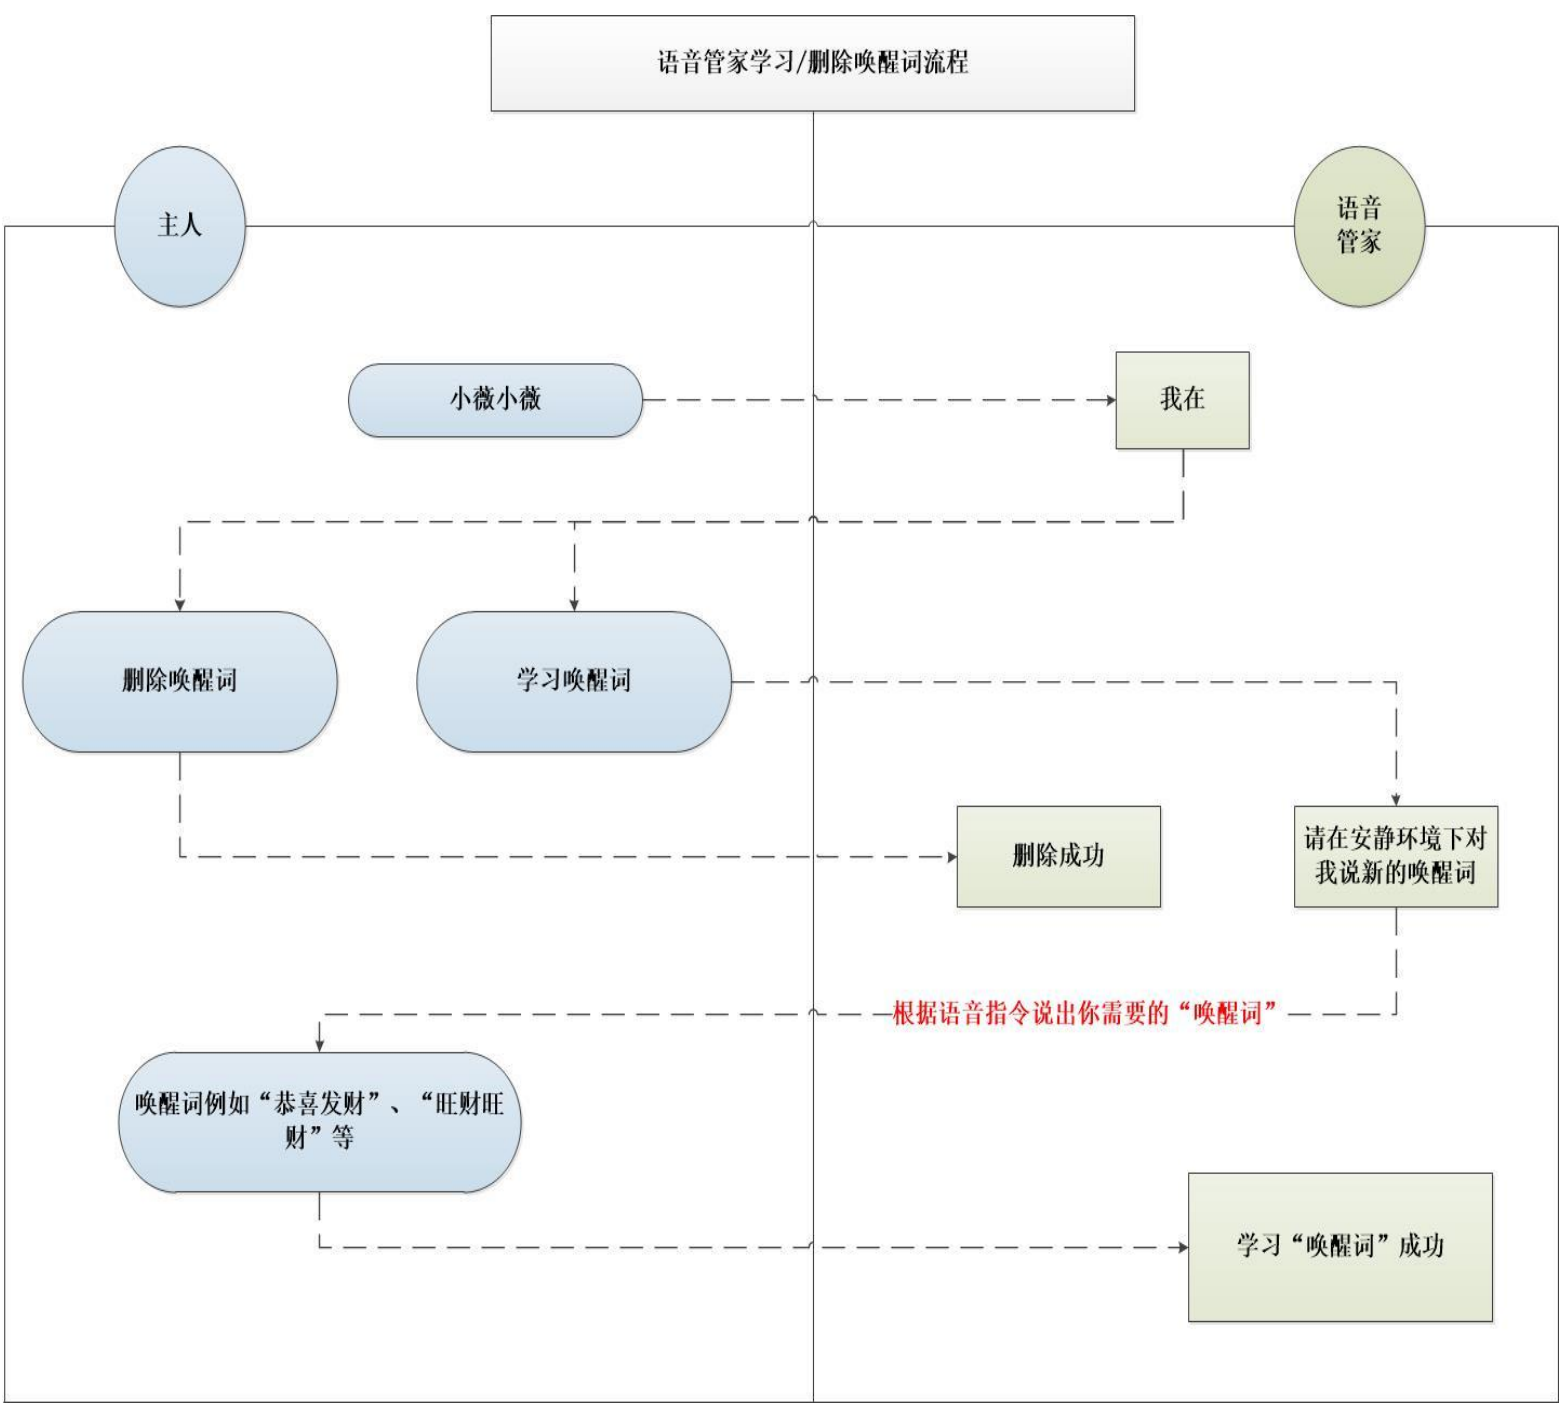 语音管家学习/删除唤醒词流程
主人
语音
管家
小薇小薇
我在
删除唤醒词
学习唤醒词
删除成功
请在安静环境下对
我说新的唤醒词
根据语音指令说出你需要的“唤醒词”
唤醒词例如“恭喜发财”、“旺财旺
财”等
学习“唤醒词”成功